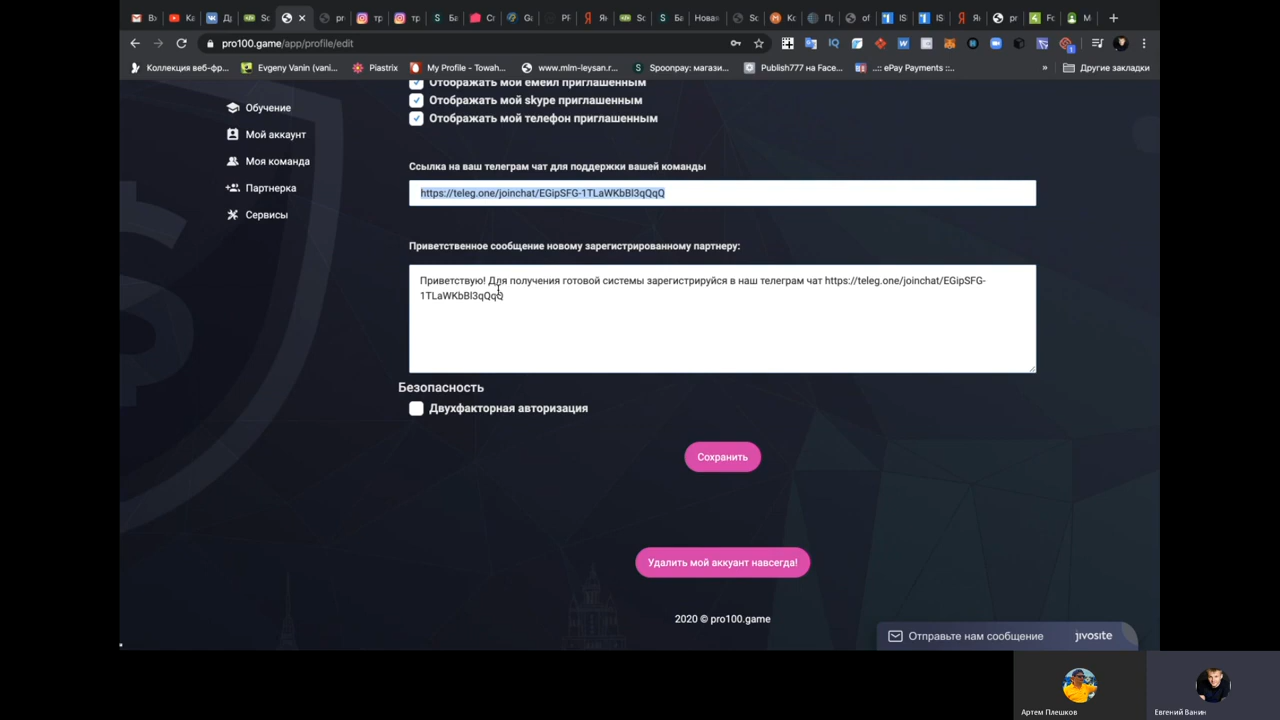 pro100.game/app/profile/edit
Коллекция веб-ф... Evgeny Vanin (vani... Piastrix My Profile - Towah... www.mlm-leysan.r... Spoonpay: магази... Publish777 на Face... ..:: ePay Payments ::.. » Другие закладки
Отображать мой емейл приглашенным
Обучение
Отображать мой skype приглашенным
Отображать мой телефон приглашенным
Мой аккаунт
Моя команда
Партнерка
Сервисы
Ссылка на ваш телеграм чат для поддержки вашей команды
https://teleg.one/joinchat/EGipSFG-1TLaWKbBl3qQqQ
Приветственное сообщение новому зарегистрированному партнеру:
Приветствую! Для получения готовой системы зарегистрируйся в наш телеграм чат https://teleg.one/joinchat/EGipSFG-
1TLaWKbBl3qQqQ
Безопасность
Двухфакторная авторизация
Сохранить
Удалить мой аккуант навсегда!
2020 © pro100.game
Отправьте нам сообщение jivosite
Артем Плешков
Евгений Ванин